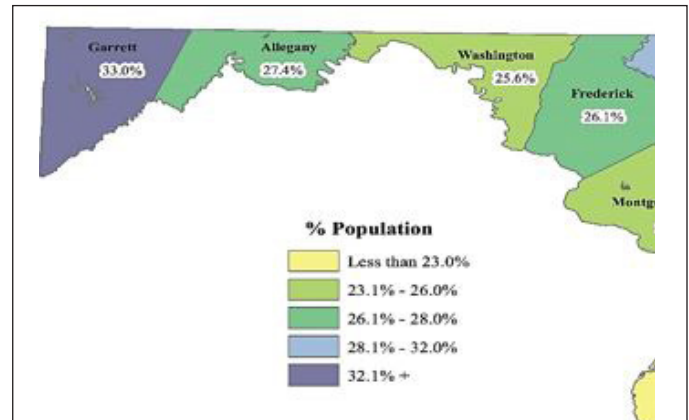 Garrett
33.0%
Allegany
27.4%
Washington
25.6%
Frederick
26.1%
% Population
Less than 23.0%
23.1% - 26.0%
26.1% - 28.0%
28.1% - 32.0%
32.1% +